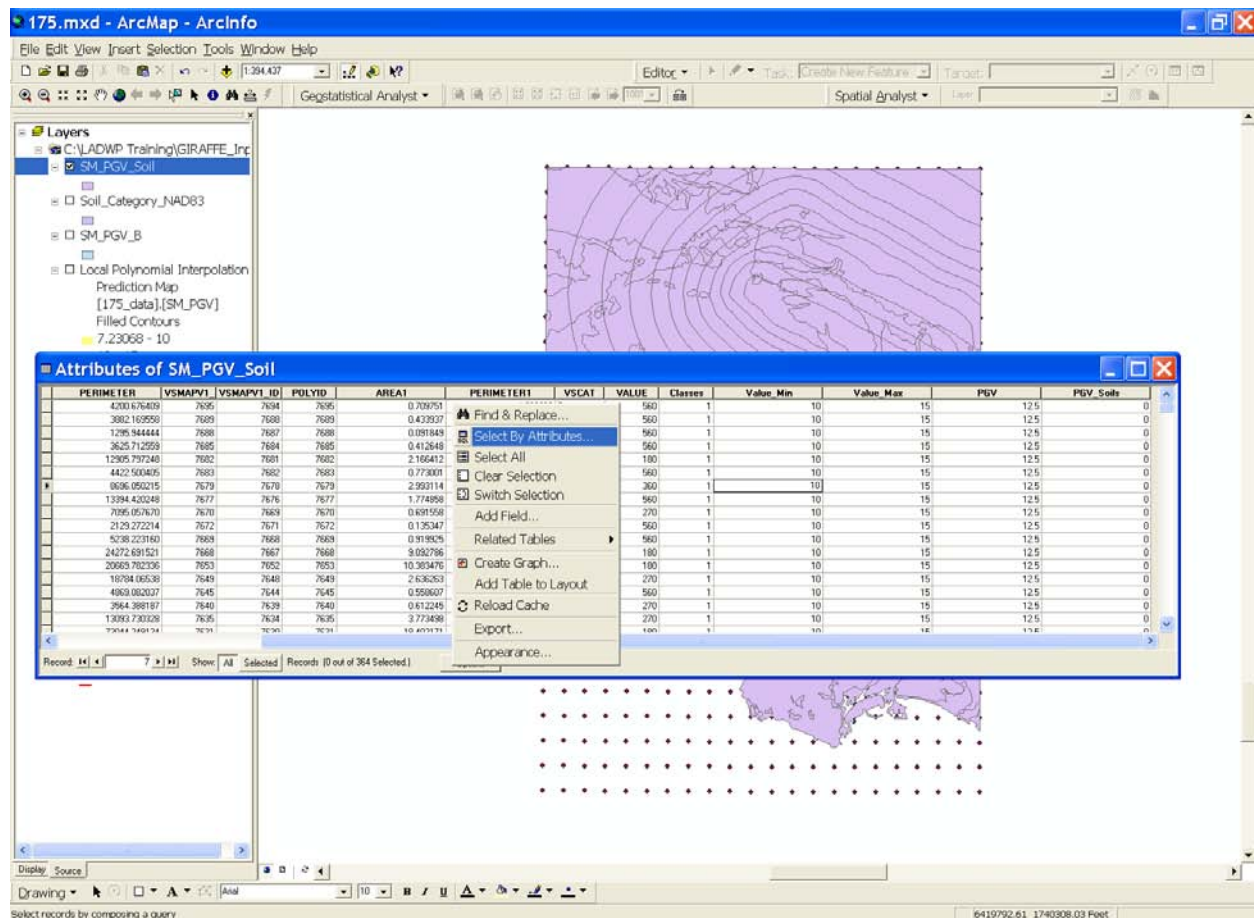 175.mxd - ArcMap - ArcInfo
File Edit View Insert Selection Tools Window Help
1:394,437
Editor Task: Create New Feature Target:
Geostatistical Analyst 100% Spatial Analyst Layer:
Layers
C:\LADWP Training\GIRAFFE_Inp
SM_PGV_Soil
Soil_Category_NAD83
SM_PGV_B
Local Polynomial Interpolation
Prediction Map
[175_data].[SM_PGV]
Filled Contours
7.23068 - 10
Attributes of SM_PGV_Soil
PERIMETER VSMAPV1_ VSMAPV1_ID POLYID AREA1 PERIMETER1 VSCAT VALUE Classes Value_Min Value_Max PGV PGV_Soils
4200.676409 7695 7694 7695 0.709751 560 1 10 15 12.5 0
3882.169558 7689 7688 7689 0.433937 560 1 10 15 12.5 0
1295.944444 7688 7687 7688 0.091849 560 1 10 15 12.5 0
3625.712559 7685 7684 7685 0.412648 560 1 10 15 12.5 0
12905.797248 7682 7681 7682 2.166412 180 1 10 15 12.5 0
4422.500405 7683 7682 7683 0.773001 560 1 10 15 12.5 0
8696.050215 7679 7678 7679 2.993114 360 1 10 15 12.5 0
13394.420248 7677 7676 7677 1.774858 560 1 10 15 12.5 0
7095.057670 7670 7669 7670 0.691558 270 1 10 15 12.5 0
2129.272214 7672 7671 7672 0.135347 560 1 10 15 12.5 0
5238.223160 7669 7668 7669 0.919925 560 1 10 15 12.5 0
24272.691521 7668 7667 7668 9.092786 180 1 10 15 12.5 0
20669.782336 7653 7652 7653 10.383476 180 1 10 15 12.5 0
18784.06538 7649 7648 7649 2.636263 270 1 10 15 12.5 0
4869.082037 7645 7644 7645 0.558607 560 1 10 15 12.5 0
3564.388187 7640 7639 7640 0.612245 270 1 10 15 12.5 0
13093.730328 7635 7634 7635 3.773498 270 1 10 15 12.5 0
Find & Replace...
Select By Attributes...
Select All
Clear Selection
Switch Selection
Add Field...
Related Tables
Create Graph...
Add Table to Layout
Reload Cache
Export...
Appearance...
Record: 7 Show: All Selected Records (0 out of 364 Selected.)
Display Source
Drawing Arial 10 B I U A
Select records by composing a query 6419792.61 1740308.03 Feet